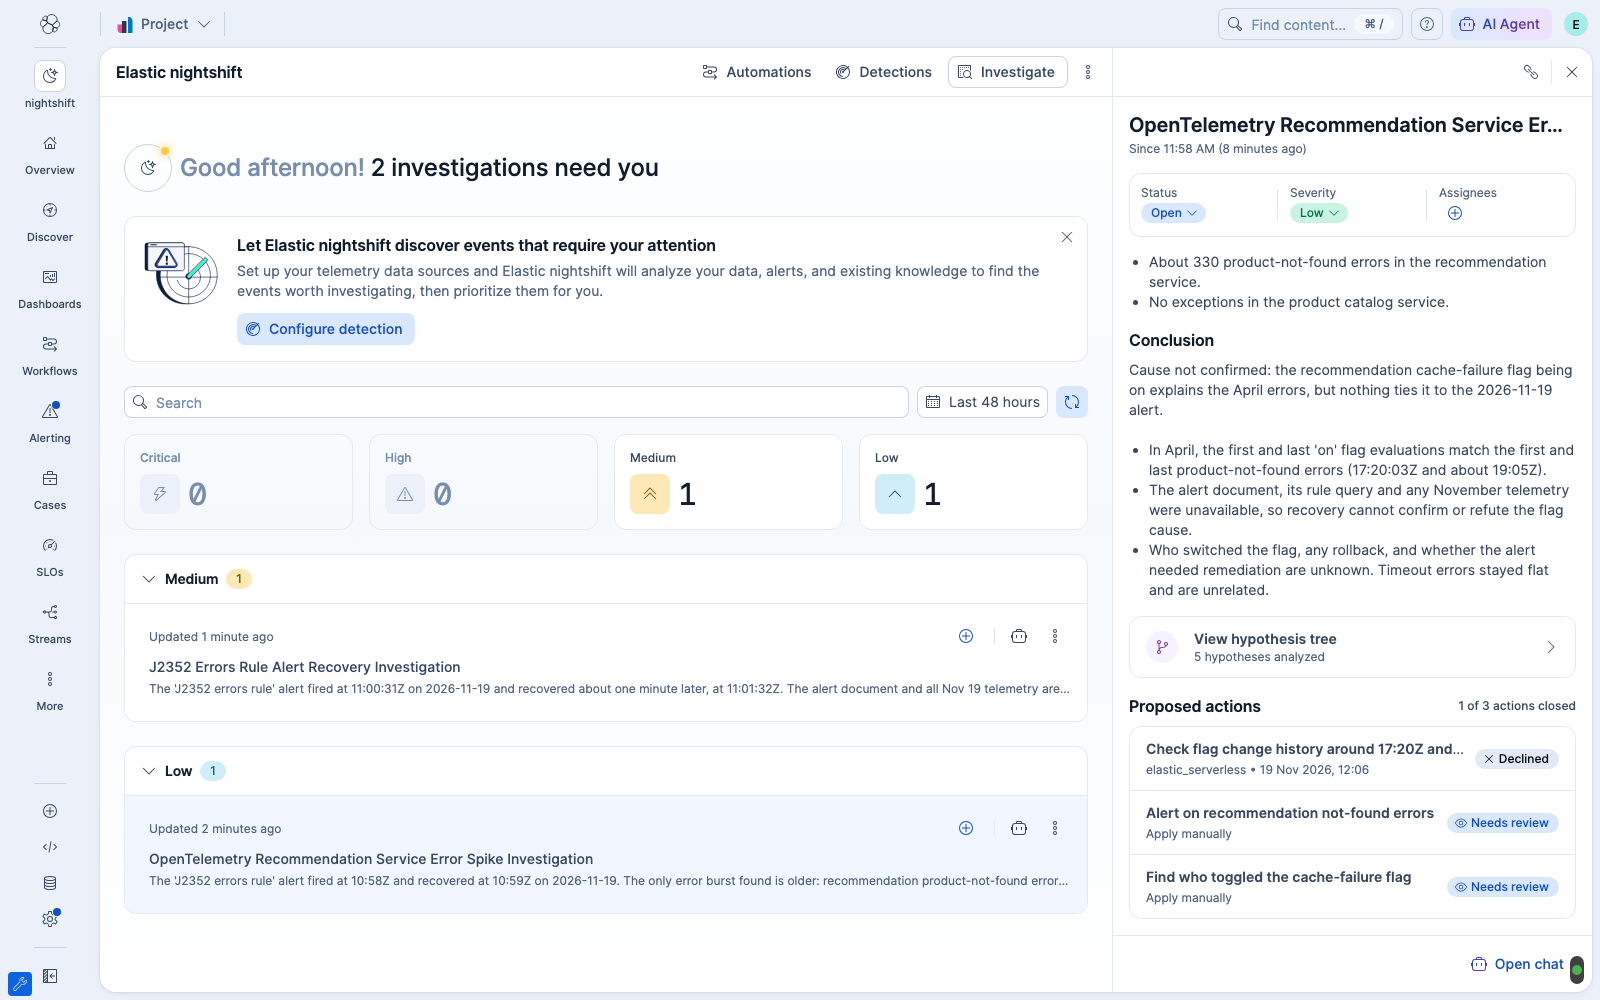 Project
Find content...
⌘ /
AI Agent
E
nightshift
Overview
Discover
Dashboards
Workflows
Alerting
Cases
SLOs
Streams
More
Elastic nightshift
Automations
Detections
Investigate
Good afternoon! 2 investigations need you
Let Elastic nightshift discover events that require your attention
Set up your telemetry data sources and Elastic nightshift will analyze your data, alerts, and existing knowledge to find the
events worth investigating, then prioritize them for you.
Configure detection
Search
Last 48 hours
Critical
0
High
0
Medium
1
Low
1
Medium 1
Updated 1 minute ago
J2352 Errors Rule Alert Recovery Investigation
The 'J2352 errors rule' alert fired at 11:00:31Z on 2026-11-19 and recovered about one minute later, at 11:01:32Z. The alert document and all Nov 19 telemetry are...
Low 1
Updated 2 minutes ago
OpenTelemetry Recommendation Service Error Spike Investigation
The 'J2352 errors rule' alert fired at 10:58Z and recovered at 10:59Z on 2026-11-19. The only error burst found is older: recommendation product-not-found error...
OpenTelemetry Recommendation Service Er...
Since 11:58 AM (8 minutes ago)
Status
Open
Severity
Low
Assignees
• About 330 product-not-found errors in the recommendation
service.
• No exceptions in the product catalog service.
Conclusion
Cause not confirmed: the recommendation cache-failure flag being
on explains the April errors, but nothing ties it to the 2026-11-19
alert.
• In April, the first and last 'on' flag evaluations match the first and
last product-not-found errors (17:20:03Z and about 19:05Z).
• The alert document, its rule query and any November telemetry
were unavailable, so recovery cannot confirm or refute the flag
cause.
• Who switched the flag, any rollback, and whether the alert
needed remediation are unknown. Timeout errors stayed flat
and are unrelated.
View hypothesis tree
5 hypotheses analyzed
Proposed actions
1 of 3 actions closed
Check flag change history around 17:20Z and...
elastic_serverless • 19 Nov 2026, 12:06
Declined
Alert on recommendation not-found errors
Apply manually
Needs review
Find who toggled the cache-failure flag
Apply manually
Needs review
Open chat